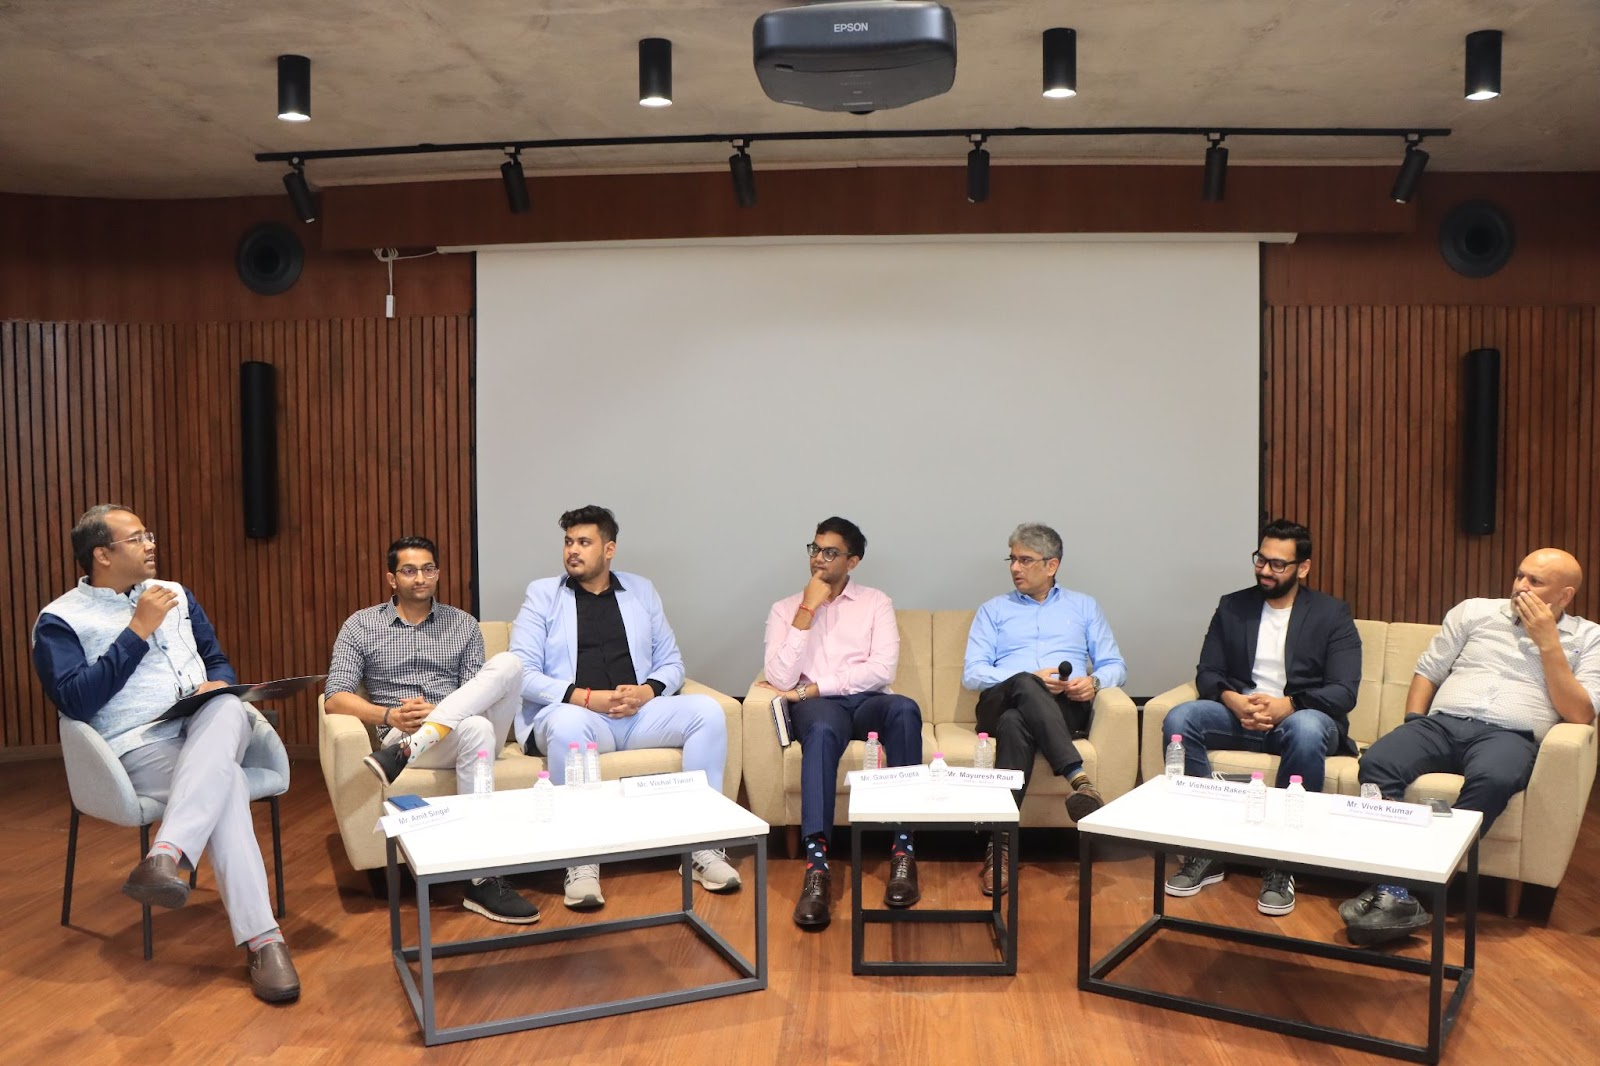 EPSON
Mr. Amit Singal
Mr. Vishal Tiwari
Mr. Gaurav Gupta
Mr. Mayuresh Raut
Mr. Vishishta Rakes
Mr. Vivek Kumar